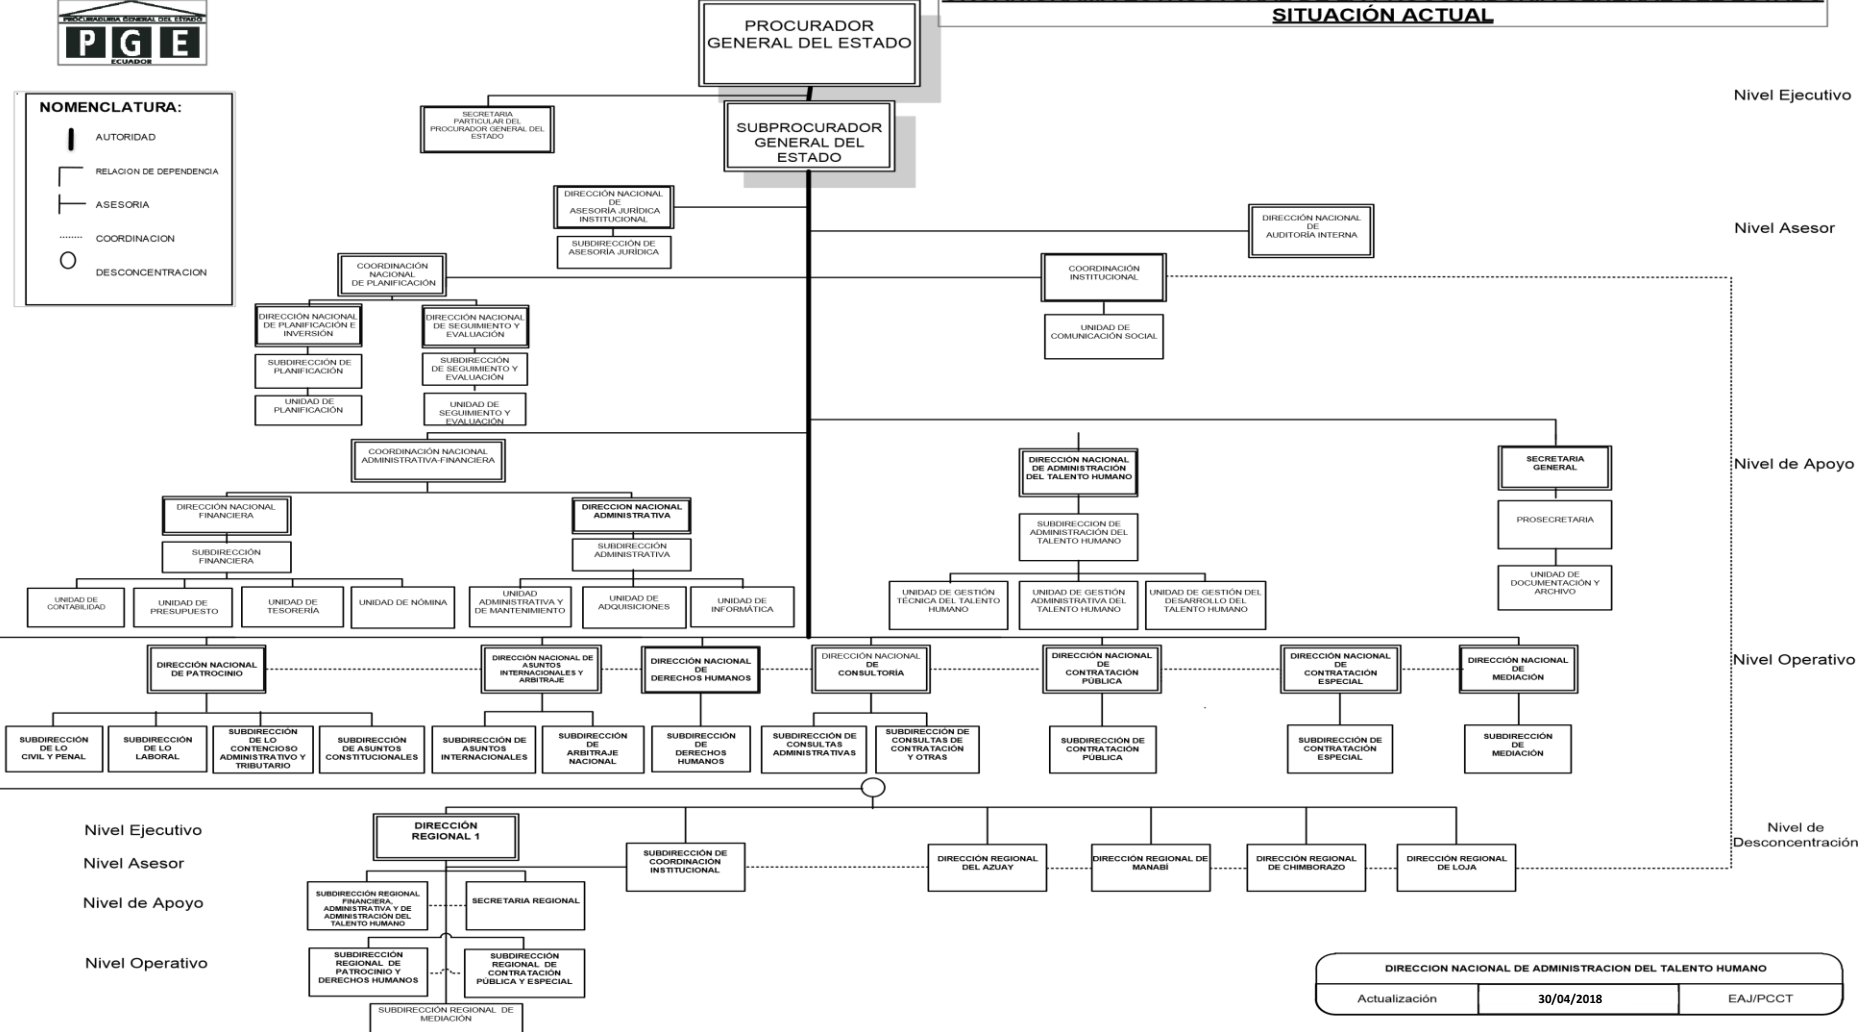 SITUACIÓN ACTUAL
PROCURADURIA GENERAL DEL ESTADO
PGE
ECUADOR
PROCURADOR
GENERAL DEL ESTADO
Nivel Ejecutivo
NOMENCLATURA:
AUTORIDAD
RELACION DE DEPENDENCIA
ASESORIA
COORDINACION
DESCONCENTRACION
SECRETARIA
PARTICULAR DEL
PROCURADOR GENERAL DEL
ESTADO
SUBPROCURADOR
GENERAL DEL
ESTADO
DIRECCIÓN NACIONAL
DE
ASESORÍA JURÍDICA
INSTITUCIONAL
SUBDIRECCIÓN DE
ASESORÍA JURÍDICA
DIRECCIÓN NACIONAL
DE
AUDITORÍA INTERNA
Nivel Asesor
COORDINACIÓN
NACIONAL
DE PLANIFICACIÓN
COORDINACIÓN
INSTITUCIONAL
DIRECCIÓN NACIONAL
DE PLANIFICACIÓN E
INVERSIÓN
DIRECCIÓN NACIONAL
DE SEGUIMIENTO Y
EVALUACIÓN
UNIDAD DE
COMUNICACIÓN SOCIAL
SUBDIRECCIÓN DE
PLANIFICACIÓN
SUBDIRECCIÓN
DE SEGUIMIENTO Y
EVALUACIÓN
UNIDAD DE
PLANIFICACIÓN
UNIDAD DE
SEGUIMIENTO Y
EVALUACIÓN
COORDINACIÓN NACIONAL
ADMINISTRATIVA-FINANCIERA
DIRECCIÓN NACIONAL
DE ADMINISTRACIÓN
DEL TALENTO HUMANO
SECRETARIA
GENERAL
Nivel de Apoyo
DIRECCIÓN NACIONAL
FINANCIERA
DIRECCION NACIONAL
ADMINISTRATIVA
SUBDIRECCION DE
ADMINISTRACIÓN DEL
TALENTO HUMANO
PROSECRETARIA
SUBDIRECCIÓN
FINANCIERA
SUBDIRECCIÓN
ADMINISTRATIVA
UNIDAD DE
DOCUMENTACIÓN Y
ARCHIVO
UNIDAD DE
CONTABILIDAD
UNIDAD DE
PRESUPUESTO
UNIDAD DE
TESORERÍA
UNIDAD DE NÓMINA
UNIDAD
ADMINISTRATIVA Y
DE MANTENIMIENTO
UNIDAD DE
ADQUISICIONES
UNIDAD DE
INFORMÁTICA
UNIDAD DE GESTIÓN
TÉCNICA DEL TALENTO
HUMANO
UNIDAD DE GESTIÓN
ADMINISTRATIVA DEL
TALENTO HUMANO
UNIDAD DE GESTIÓN DEL
DESARROLLO DEL
TALENTO HUMANO
DIRECCIÓN NACIONAL
DE PATROCINIO
DIRECCIÓN NACIONAL DE
ASUNTOS
INTERNACIONALES Y
ARBITRAJE
DIRECCIÓN NACIONAL
DE
DERECHOS HUMANOS
DIRECCIÓN NACIONAL
DE
CONSULTORÍA
DIRECCIÓN NACIONAL
DE
CONTRATACIÓN
PÚBLICA
DIRECCIÓN NACIONAL
DE
CONTRATACIÓN
ESPECIAL
DIRECCIÓN NACIONAL
DE
MEDIACIÓN
Nivel Operativo
SUBDIRECCIÓN
DE LO
CIVIL Y PENAL
SUBDIRECCIÓN
DE LO
LABORAL
SUBDIRECCIÓN
DE LO
CONTENCIOSO
ADMINISTRATIVO Y
TRIBUTARIO
SUBDIRECCIÓN
DE ASUNTOS
CONSTITUCIONALES
SUBDIRECCIÓN DE
ASUNTOS
INTERNACIONALES
SUBDIRECCIÓN
DE
ARBITRAJE
NACIONAL
SUBDIRECCIÓN
DE
DERECHOS
HUMANOS
SUBDIRECCIÓN DE
CONSULTAS
ADMINISTRATIVAS
SUBDIRECCIÓN DE
CONSULTAS DE
CONTRATACIÓN
Y OTRAS
SUBDIRECCIÓN DE
CONTRATACIÓN
PÚBLICA
SUBDIRECCIÓN DE
CONTRATACIÓN
ESPECIAL
SUBDIRECCIÓN
DE
MEDIACIÓN
Nivel Ejecutivo
DIRECCIÓN
REGIONAL 1
Nivel de
Desconcentración
Nivel Asesor
SUBDIRECCIÓN DE
COORDINACIÓN
INSTITUCIONAL
DIRECCIÓN REGIONAL
DEL AZUAY
DIRECCIÓN REGIONAL DE
MANABÍ
DIRECCIÓN REGIONAL
DE CHIMBORAZO
DIRECCIÓN REGIONAL
DE LOJA
Nivel de Apoyo
SUBDIRECCIÓN REGIONAL
FINANCIERA,
ADMINISTRATIVA Y DE
ADMINISTRACIÓN DEL
TALENTO HUMANO
SECRETARIA REGIONAL
Nivel Operativo
SUBDIRECCIÓN
REGIONAL DE
PATROCINIO Y
DERECHOS HUMANOS
SUBDIRECCIÓN
REGIONAL DE
CONTRATACIÓN
PÚBLICA Y ESPECIAL
SUBDIRECCIÓN REGIONAL DE
MEDIACIÓN
DIRECCION NACIONAL DE ADMINISTRACION DEL TALENTO HUMANO
Actualización 30/04/2018 EAJ/PCCT